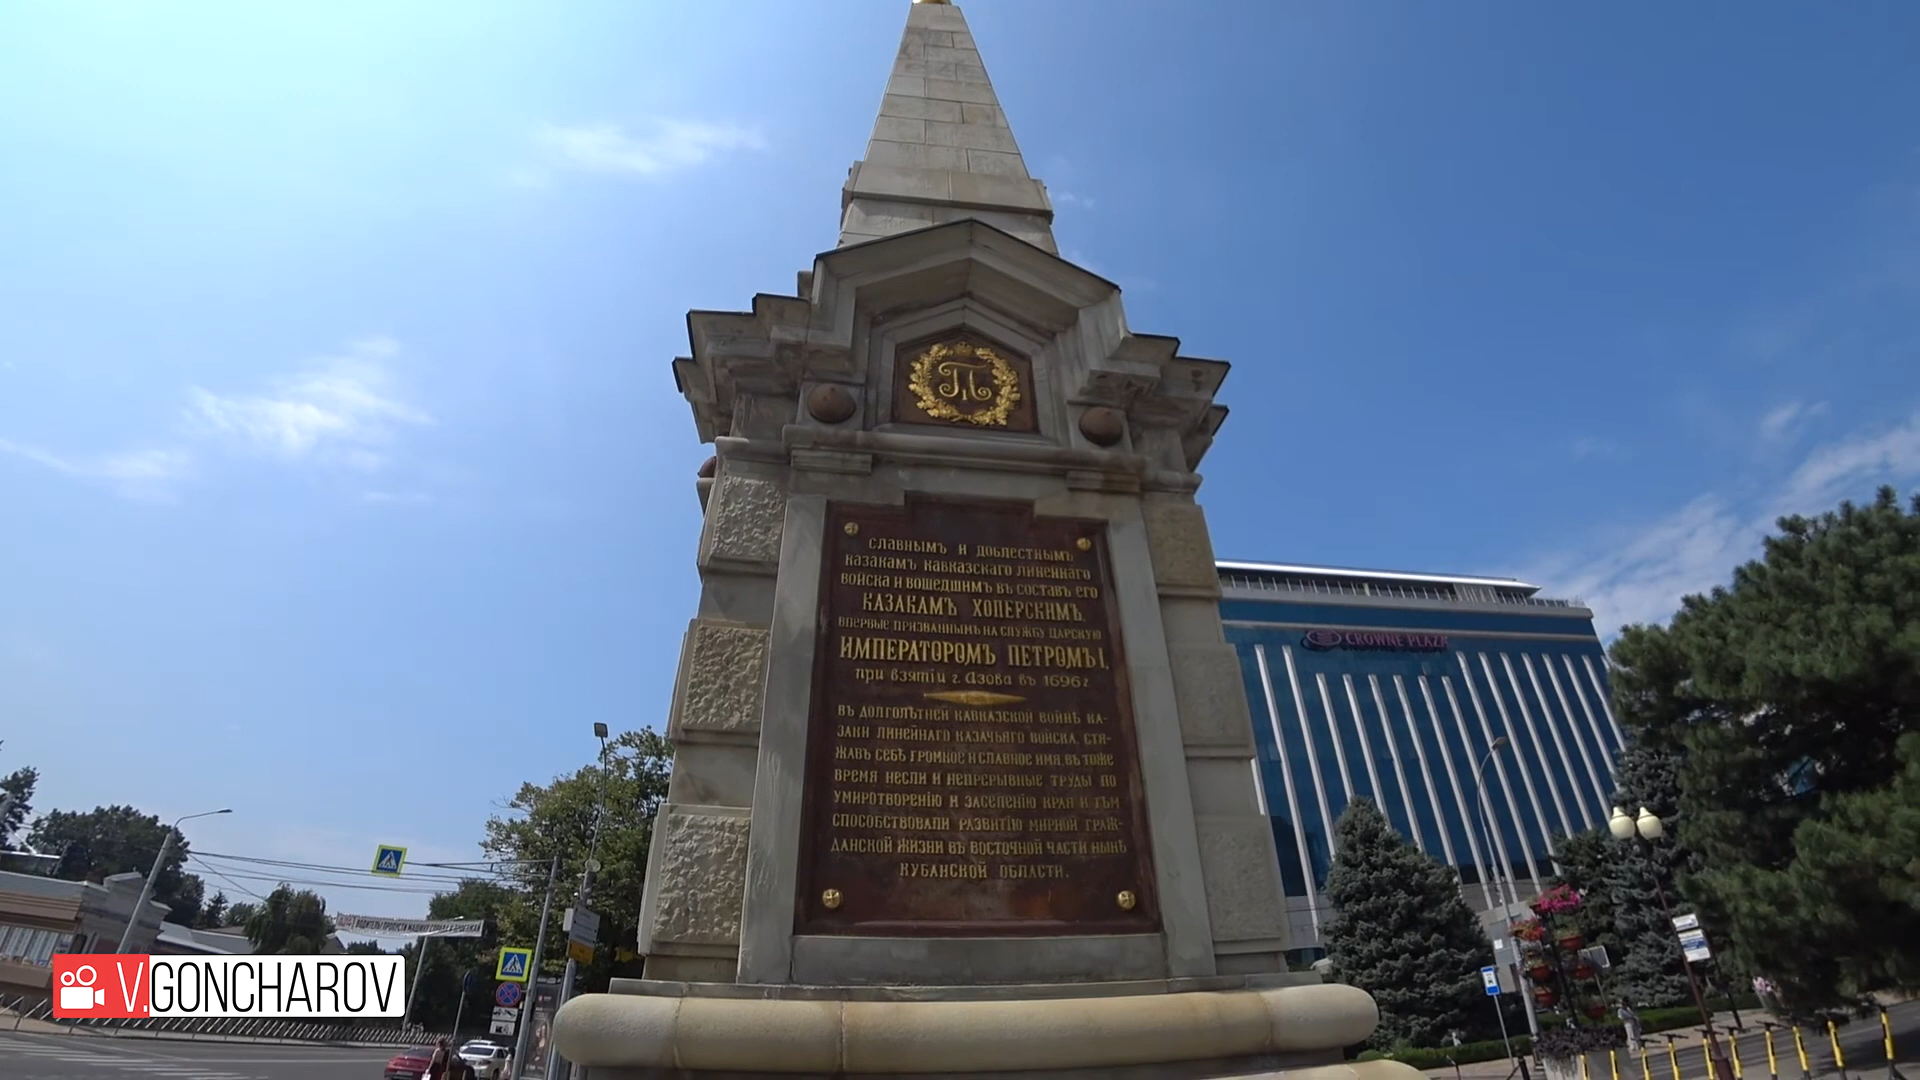 П I
СЛАВНЫМЪ И ДОБЛЕСТНЫМЪ
КАЗАКАМЪ КАВКАЗСКАГО ЛИНЕЙНАГО
ВОЙСКА И ВОШЕДШИМЪ ВЪ СОСТАВЪ ЕГО
КАЗАКАМЪ ХОПЕРСКИМЪ,
ВПЕРВЫЕ ПРИЗВАННЫМЪ НА СЛУЖБУ ЦАРСКУЮ
ИМПЕРАТОРОМЪ ПЕТРОМЪ I,
при взятіи г. Азова въ 1696 г
ВЪ ДОЛГОЛѢТНЕЙ КАВКАЗСКОЙ ВОЙНѢ КА-
ЗАКИ ЛИНЕЙНАГО КАЗАЧЬЯГО ВОЙСКА, СТЯ-
ЖАВЪ СЕБѢ ГРОМКОЕ И СЛАВНОЕ ИМЯ, ВЪ ТОЖЕ
ВРЕМЯ НЕСЛИ И НЕПРЕРЫВНЫЕ ТРУДЫ ПО
УМИРОТВОРЕНІЮ И ЗАСЕЛЕНІЮ КРАЯ И ТѢМ
СПОСОБСТВОВАЛИ РАЗВИТІЮ МИРНОЙ ГРАЖ-
ДАНСКОЙ ЖИЗНИ ВЪ ВОСТОЧНОЙ ЧАСТИ НЫНѢ
КУБАНСКОЙ ОБЛАСТИ.
CROWNE PLAZA
V.GONCHAROV